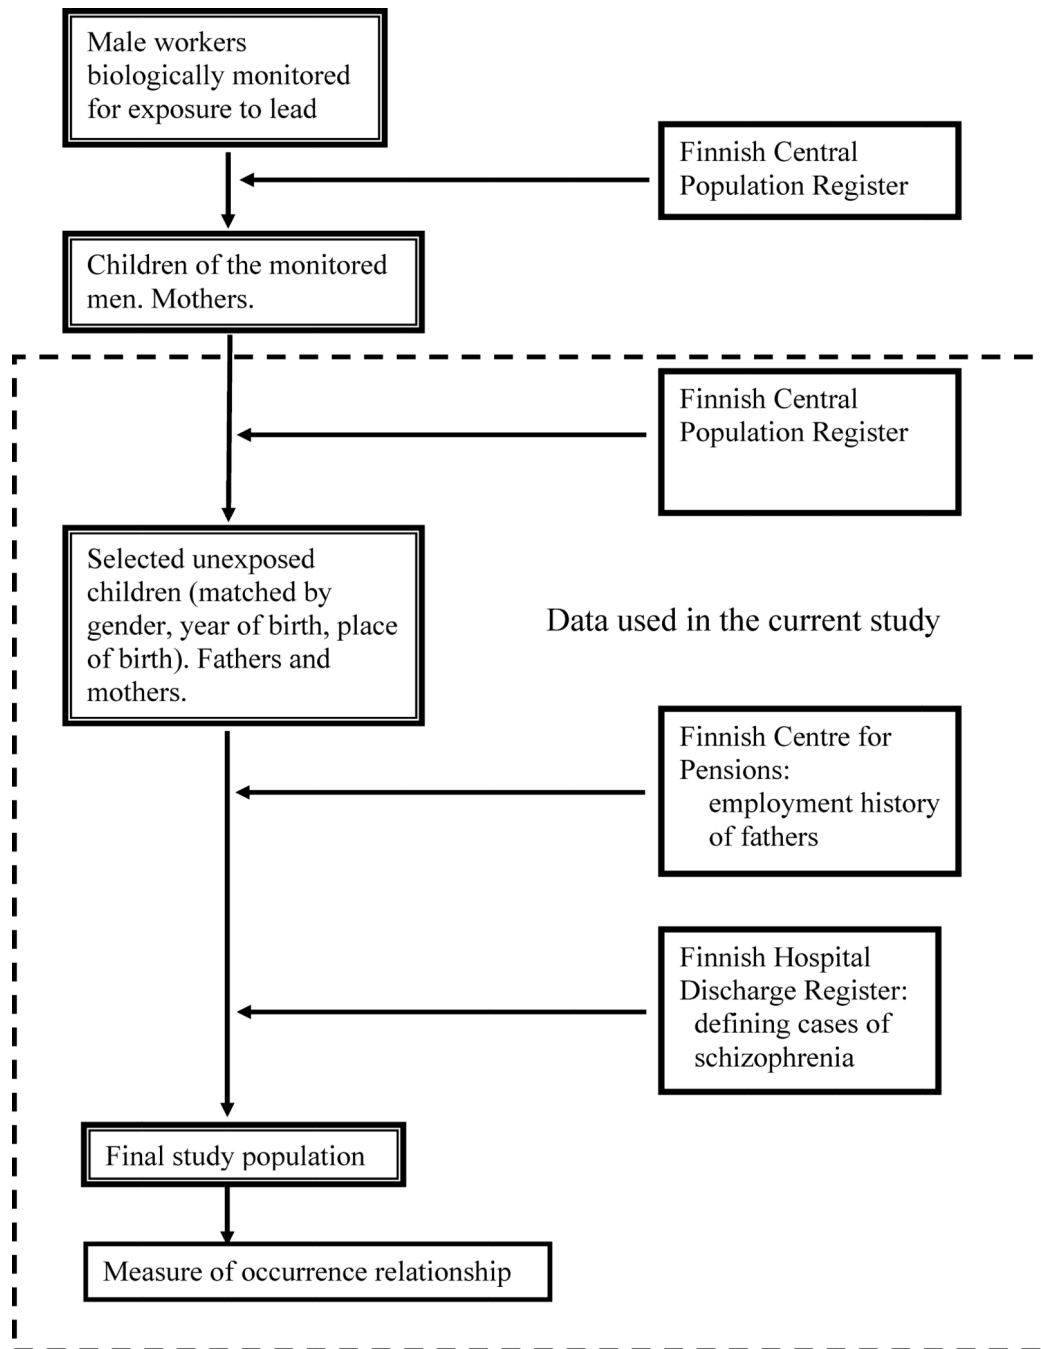 Male workers
biologically monitored
for exposure to lead
Finnish Central
Population Register
Children of the monitored
men. Mothers.
Finnish Central
Population Register
Selected unexposed
children (matched by
gender, year of birth, place
of birth). Fathers and
mothers.
Data used in the current study
Finnish Centre for
Pensions:
employment history
of fathers
Finnish Hospital
Discharge Register:
defining cases of
schizophrenia
Final study population
Measure of occurrence relationship